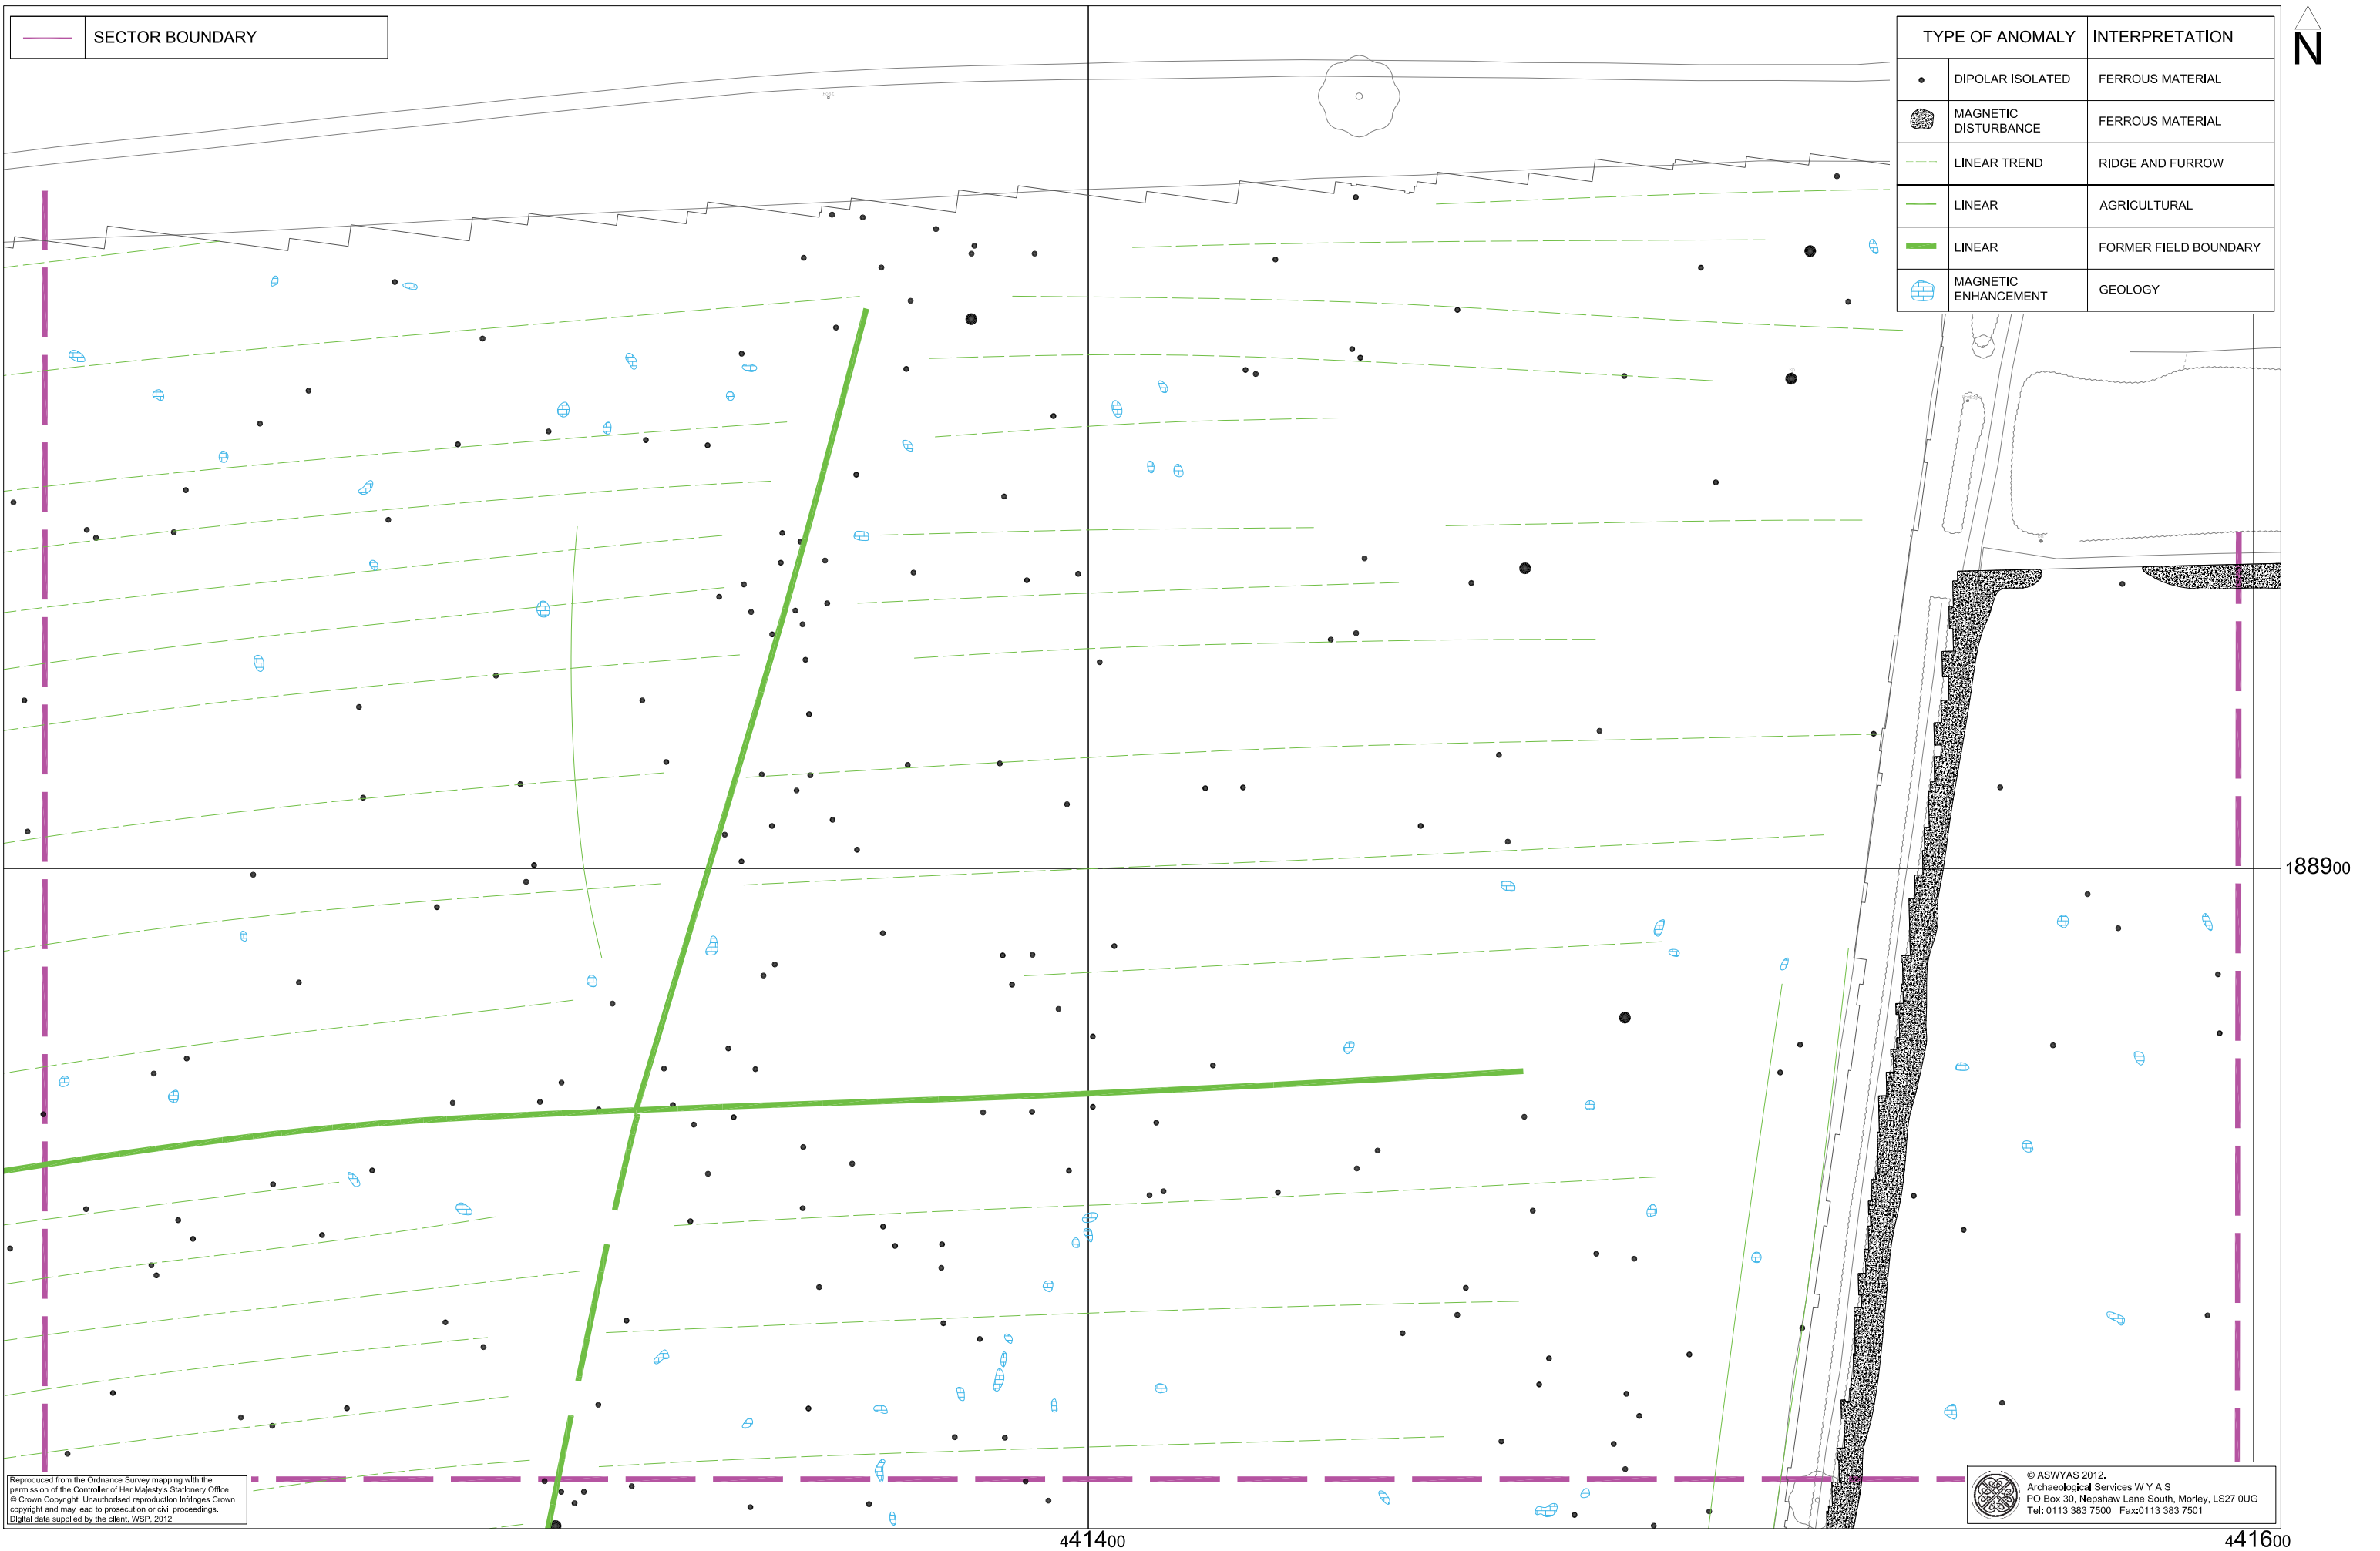 SECTOR BOUNDARY
TYPE OF ANOMALY INTERPRETATION
DIPOLAR ISOLATED FERROUS MATERIAL
MAGNETIC
DISTURBANCE FERROUS MATERIAL
LINEAR TREND RIDGE AND FURROW
LINEAR AGRICULTURAL
LINEAR FORMER FIELD BOUNDARY
MAGNETIC
ENHANCEMENT GEOLOGY
N
188900
Reproduced from the Ordnance Survey mapping with the
permission of the Controller of Her Majesty's Stationery Office.
© Crown Copyright. Unauthorised reproduction infringes Crown
copyright and may lead to prosecution or civil proceedings.
Digital data supplied by the client, WSP, 2012.
© ASWYAS 2012.
Archaeological Services W Y A S
PO Box 30, Nepshaw Lane South, Morley, LS27 0UG
Tel: 0113 383 7500 Fax:0113 383 7501
441400
441600